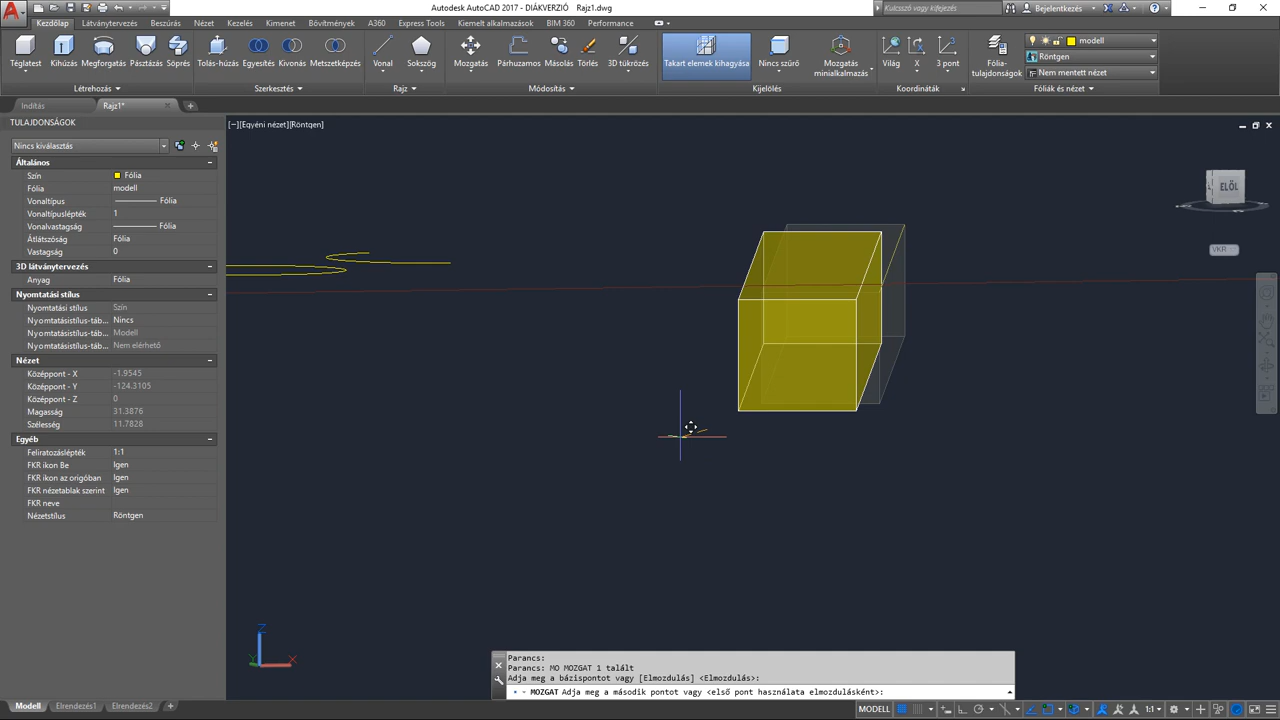 Autodesk AutoCAD 2017 - DIÁKVERZIÓ Rajz1.dwg
Kulcsszó vagy kifejezés
Bejelentkezés
Kezdőlap
Látványtervezés
Beszúrás
Nézet
Kezelés
Kimenet
Bővítmények
A360
Express Tools
Kiemelt alkalmazások
BIM 360
Performance
Téglatest
Kihúzás
Megforgatás
Pásztázás
Söprés
Tolás-húzás
Egyesítés
Kivonás
Metszetképzés
Vonal
Sokszög
Mozgatás
Párhuzamos
Másolás
Törlés
3D tükrözés
Takart elemek kihagyása
Nincs szűrő
Mozgatás
minialkalmazás
Világ
X
3 pont
Fólia-
tulajdonságok
modell
Röntgen
Nem mentett nézet
Létrehozás
Szerkesztés
Rajz
Módosítás
Kijelölés
Koordináták
Fóliák és nézet
Indítás
Rajz1*
TULAJDONSÁGOK
Nincs kiválasztás
Általános
Szín Fólia
Fólia modell
Vonaltípus Fólia
Vonaltípuslépték 1
Vonalvastagság Fólia
Átlátszóság Fólia
Vastagság 0
3D látványtervezés
Anyag Fólia
Nyomtatási stílus
Nyomtatási stílus Szín
Nyomtatásistílus-táb... Nincs
Nyomtatásistílus-táb... Modell
Nyomtatásistílus-táb... Nem elérhető
Nézet
Középpont - X -1.9545
Középpont - Y -124.3105
Középpont - Z 0
Magasság 31.3876
Szélesség 11.7828
Egyéb
Feliratozáslépték 1:1
FKR ikon Be Igen
FKR ikon az origóban Igen
FKR nézetablak szerint Igen
FKR neve
Nézetstílus Röntgen
[−][Egyéni nézet][Röntgen]
ELÖL
VKR
Z
Y
X
Parancs:
Parancs: MO MOZGAT 1 talált
Adja meg a bázispontot vagy [Elmozdulás] <Elmozdulás>:
MOZGAT Adja meg a második pontot vagy <első pont használata elmozdulásként>:
Modell
Elrendezés1
Elrendezés2
MODELL
1:1